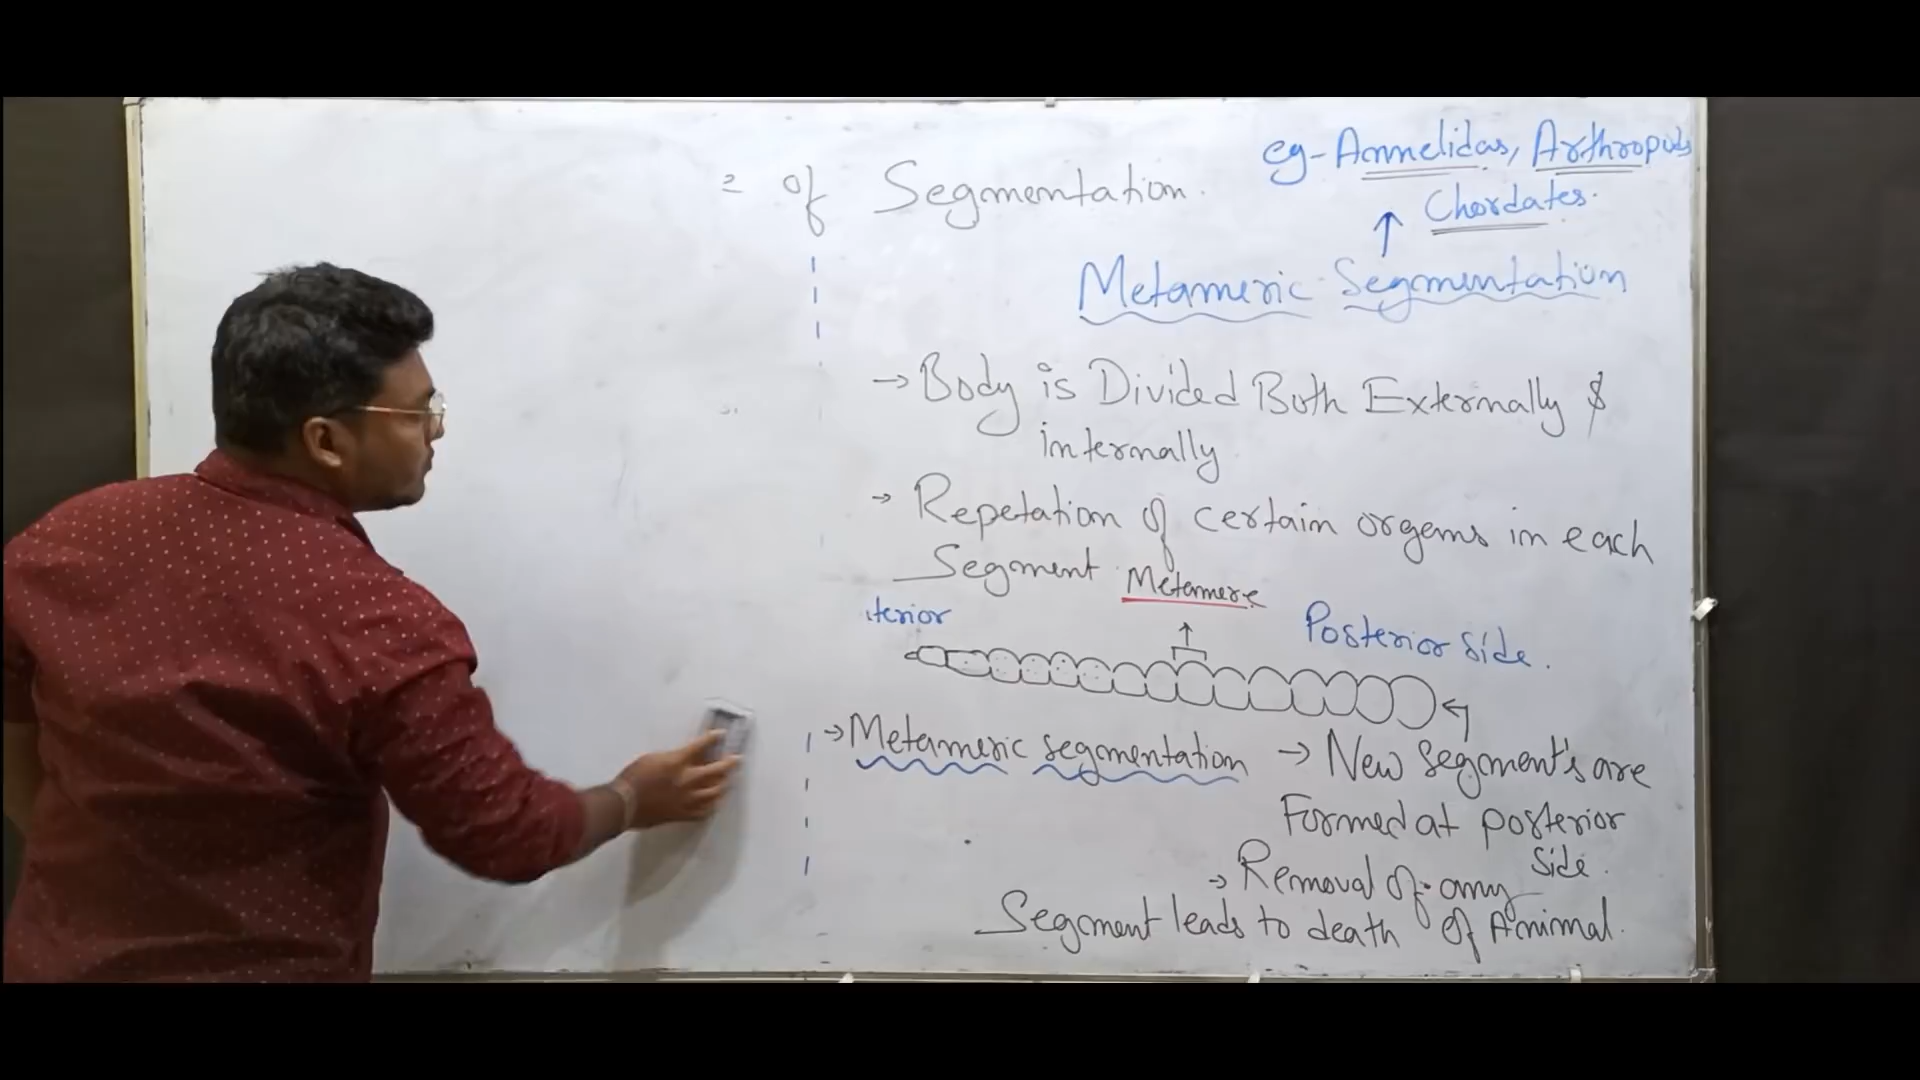 of Segmentation.
eg- Annelidas, Arthropods
Chordates.
↑
Metameric Segmentation
→ Body is Divided Both Externally &
internally
→ Repetation of certain orgens in each
Segment
Metamere
terior
Posterior side.
→ Metameric segmentation → New segment's are
Formed at posterior
side.
→ Removal of any
Segment leads to death of Animal.